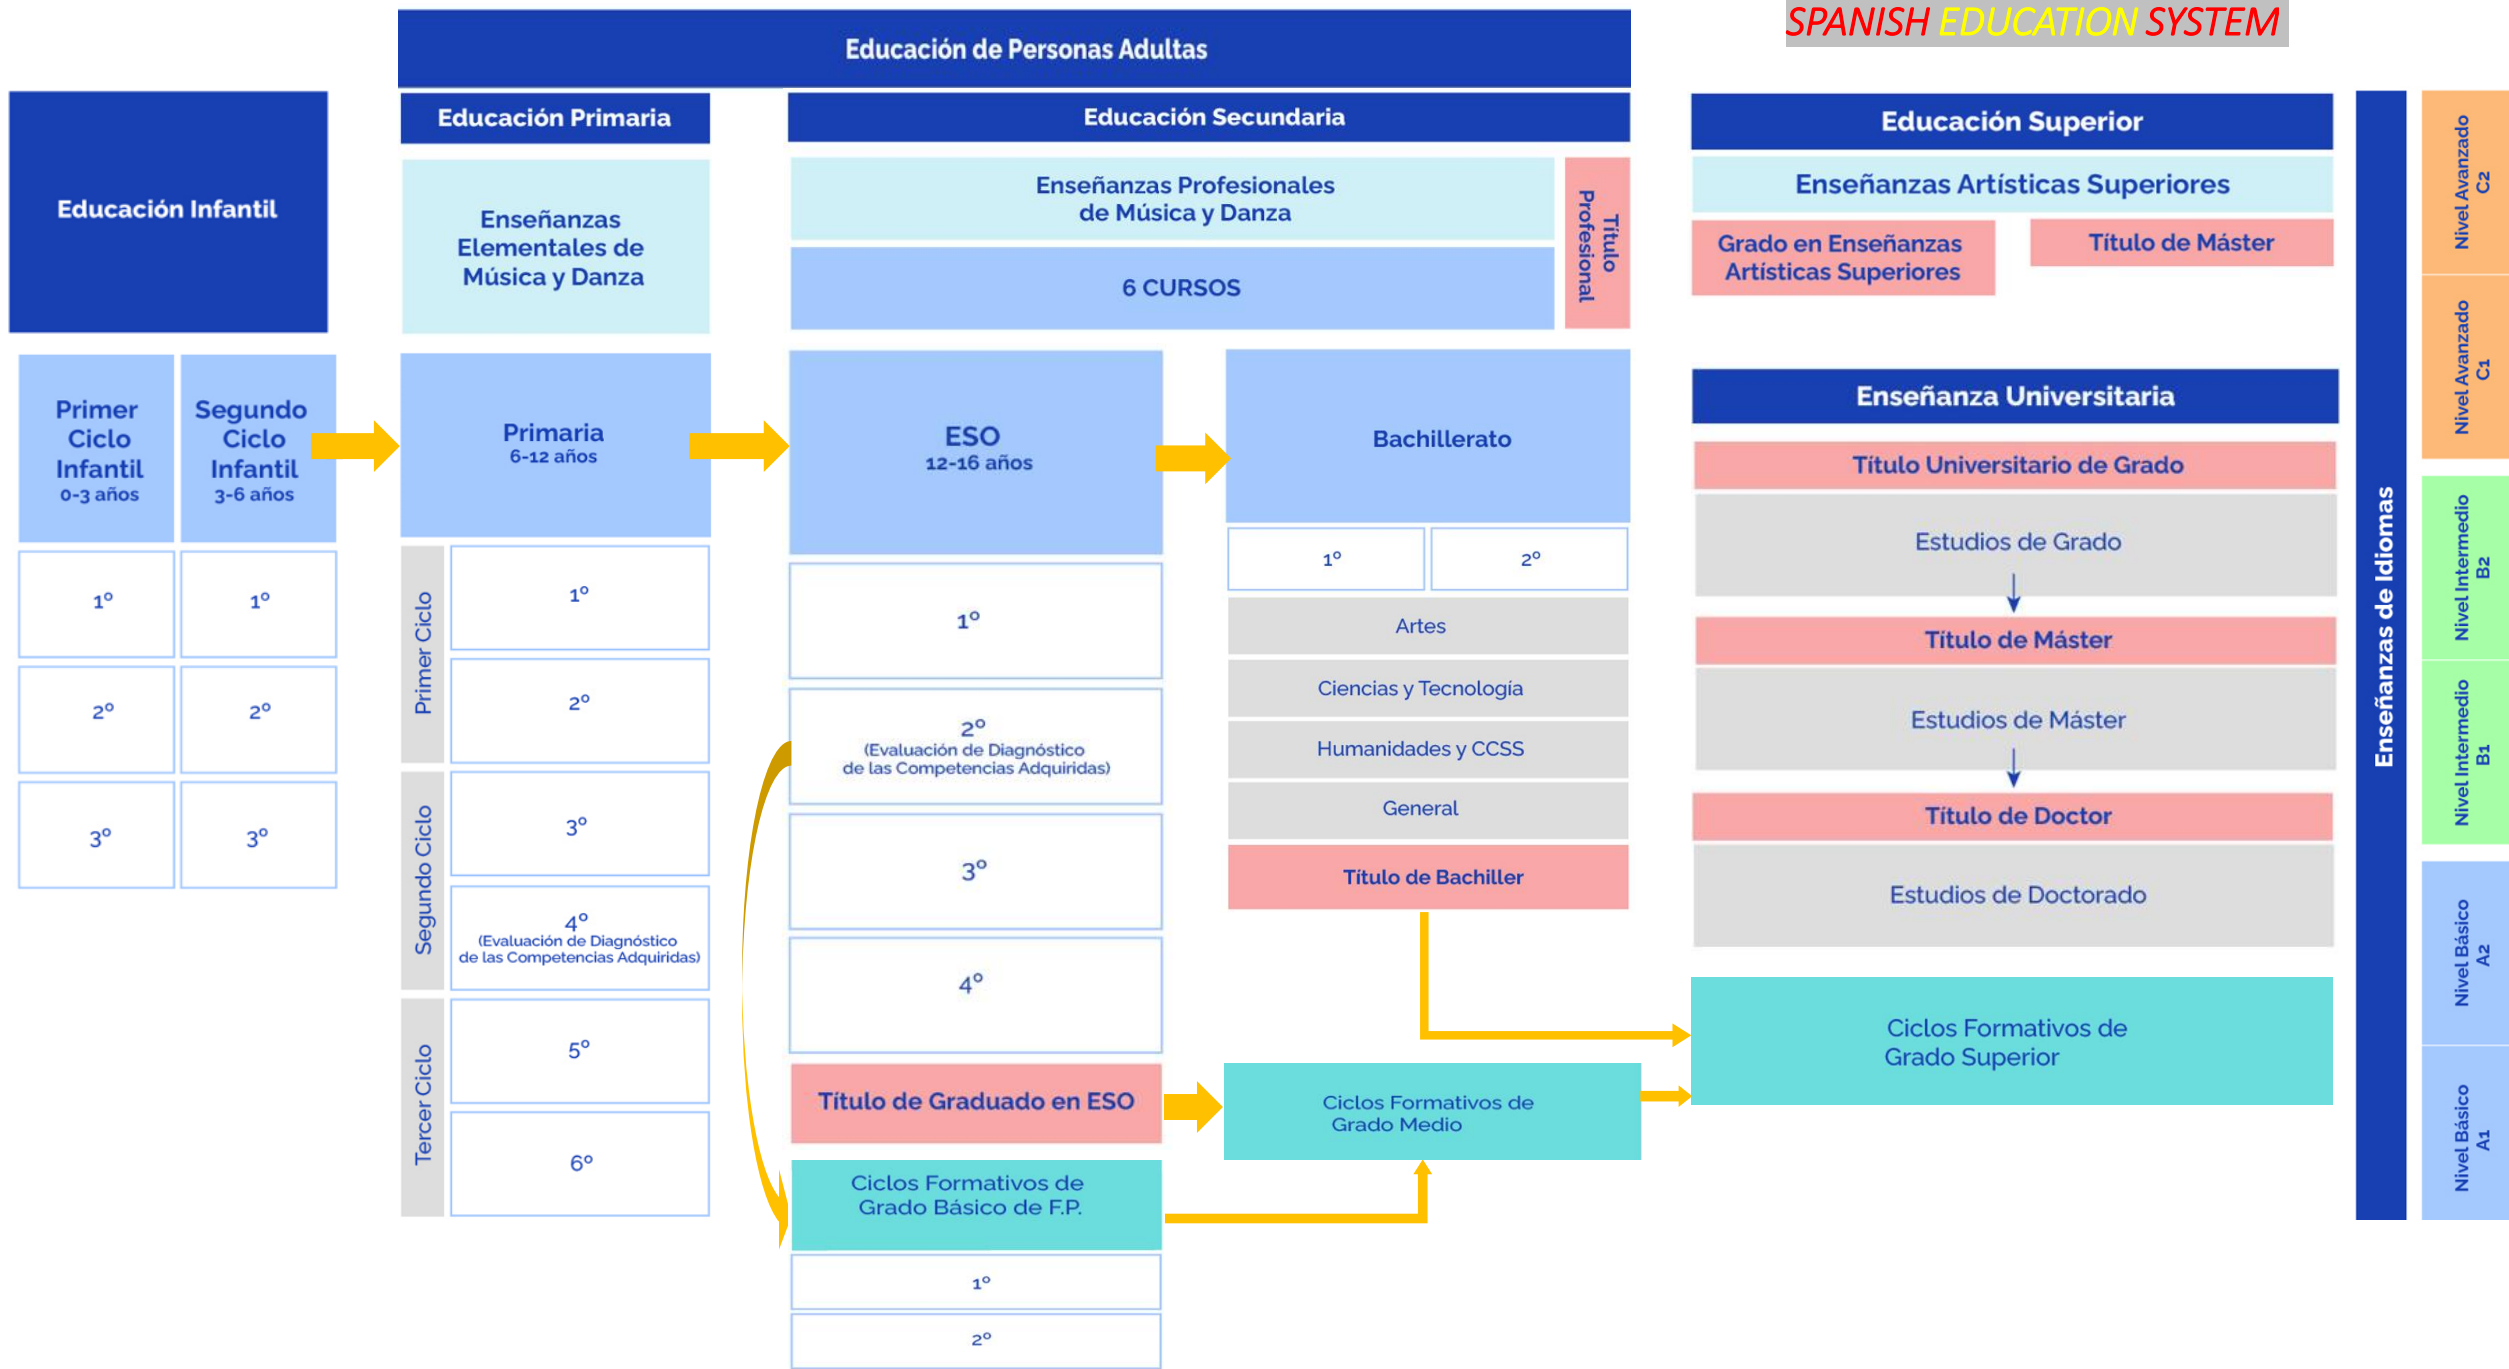 SPANISH EDUCATION SYSTEM
Educación de Personas Adultas
Educación Infantil
Primer
Ciclo
Infantil
0-3 años
1º
2º
3º
Segundo
Ciclo
Infantil
3-6 años
1º
2º
3º
Educación Primaria
Enseñanzas
Elementales de
Música y Danza
Primaria
6-12 años
Primer Ciclo
1º
2º
Segundo Ciclo
3º
4º
(Evaluación de Diagnóstico
de las Competencias Adquiridas)
Tercer Ciclo
5º
6º
Educación Secundaria
Enseñanzas Profesionales
de Música y Danza
6 CURSOS
Título
Profesional
ESO
12-16 años
1º
2º
(Evaluación de Diagnóstico
de las Competencias Adquiridas)
3º
4º
Título de Graduado en ESO
Ciclos Formativos de
Grado Básico de F.P.
1º
2º
Bachillerato
1º
2º
Artes
Ciencias y Tecnología
Humanidades y CCSS
General
Título de Bachiller
Ciclos Formativos de
Grado Medio
Educación Superior
Enseñanzas Artísticas Superiores
Grado en Enseñanzas
Artísticas Superiores
Título de Máster
Enseñanza Universitaria
Título Universitario de Grado
Estudios de Grado
Título de Máster
Estudios de Máster
Título de Doctor
Estudios de Doctorado
Ciclos Formativos de
Grado Superior
Enseñanzas de Idiomas
Nivel Avanzado
C2
Nivel Avanzado
C1
Nivel Intermedio
B2
Nivel Intermedio
B1
Nivel Básico
A2
Nivel Básico
A1